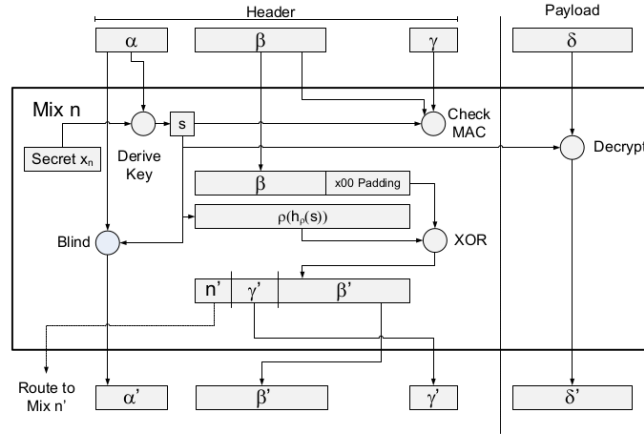 Header
Payload
α
β
γ
δ
Mix n
s
Check
MAC
Secret xₙ
Derive
Key
Decrypt
β
x00 Padding
ρ(hᵨ(s))
Blind
XOR
n’
γ’
β’
Route to
Mix n’
α’
β’
γ’
δ’